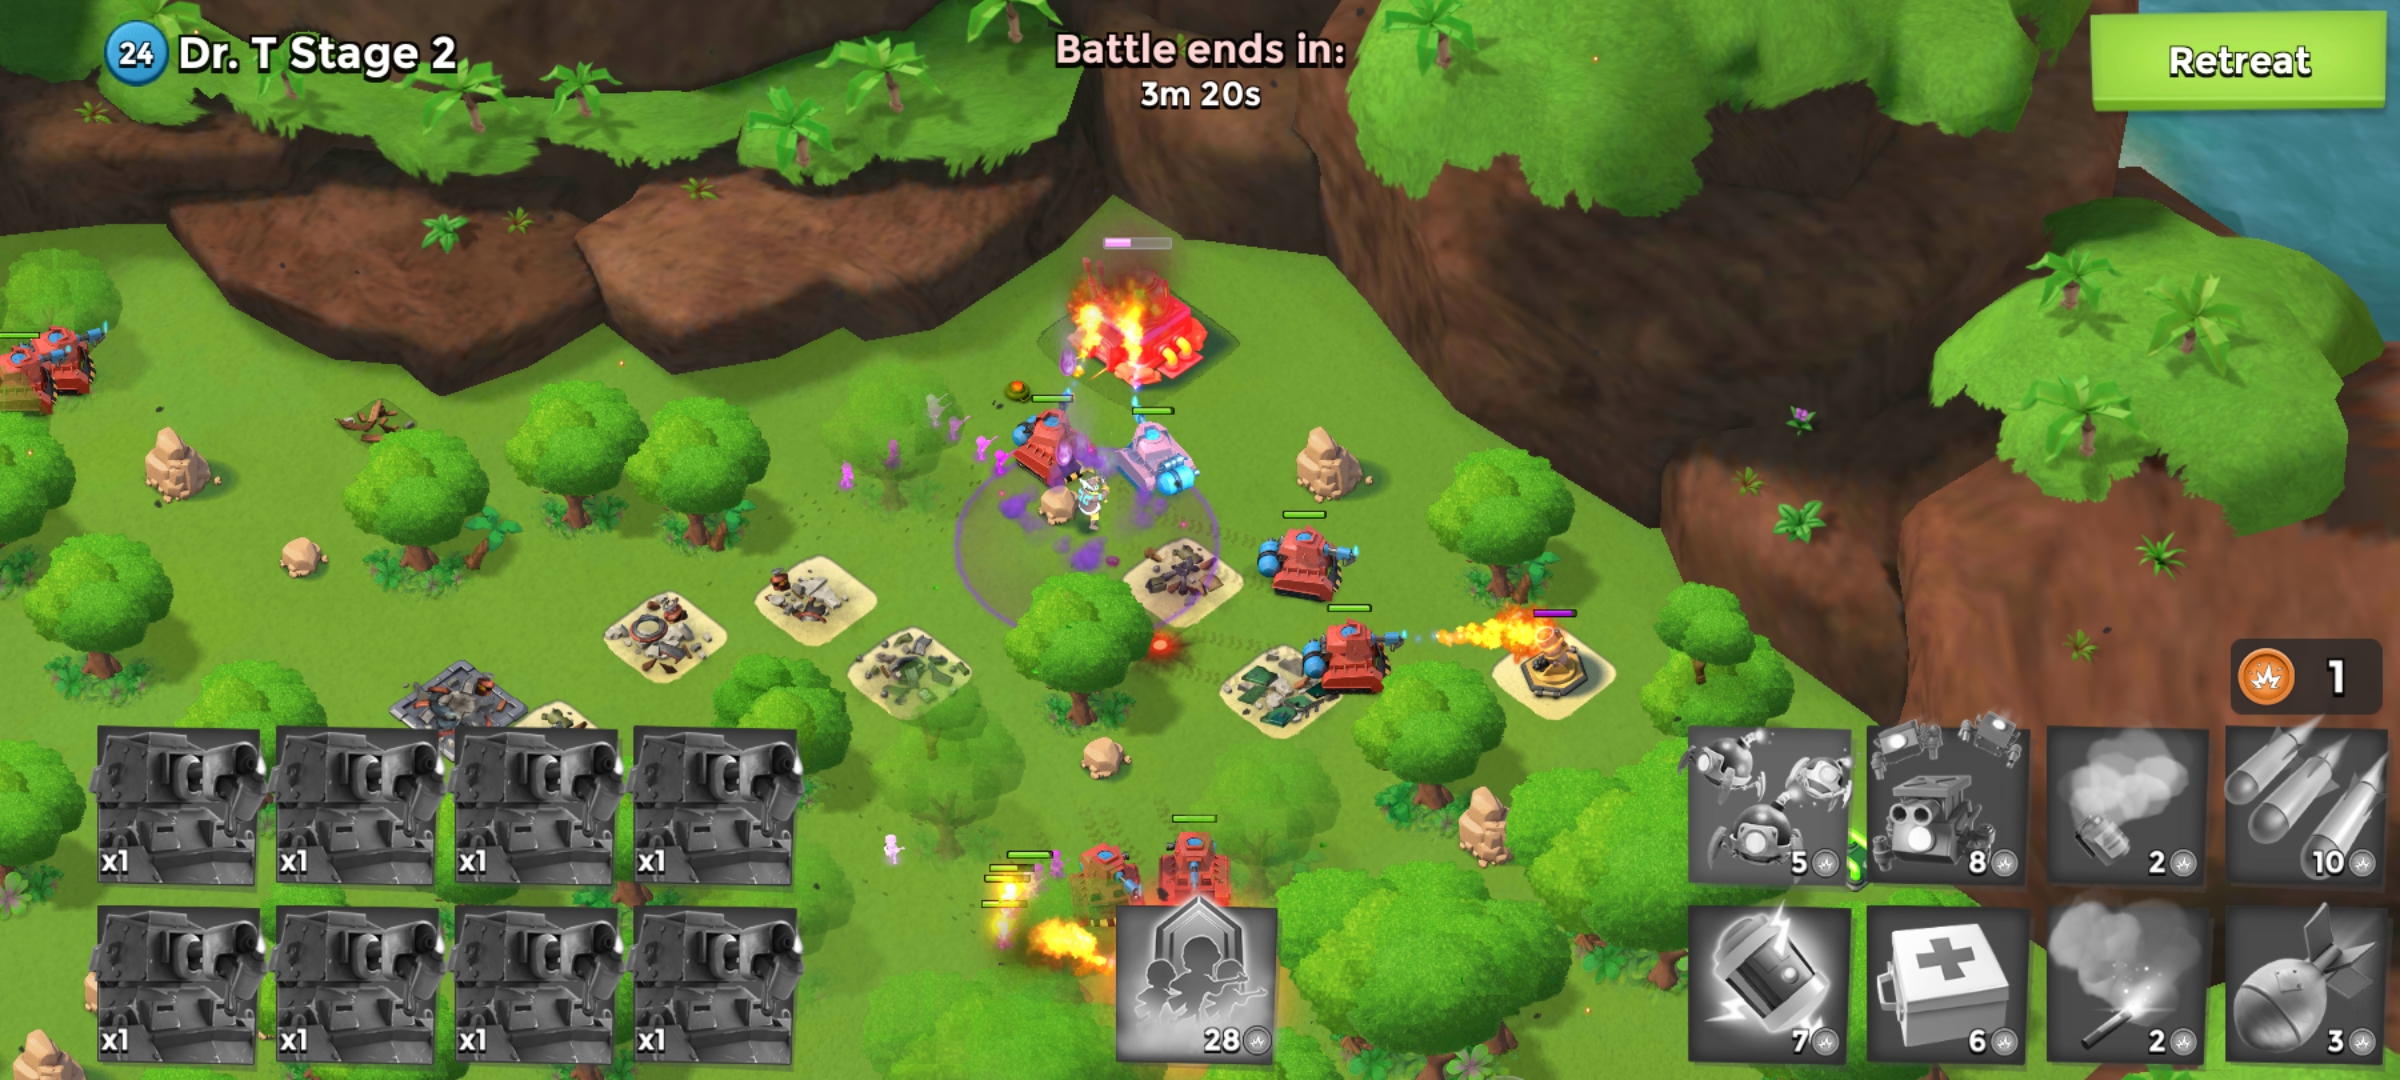 24 Dr. T Stage 2
Battle ends in:
3m 20s
Retreat
1
x1 x1 x1 x1
5 8 2 10
x1 x1 x1 x1
28
7 6 2 3